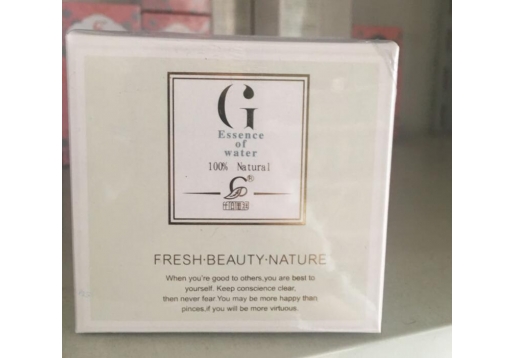 G
Essence
of
water
100% Natural
®
FRESH·BEAUTY·NATURE
When you're good to others,you are best to
yourself. Keep conscience clear,
then never fear You may be more happy than
pinces,if you will be more virtuous.